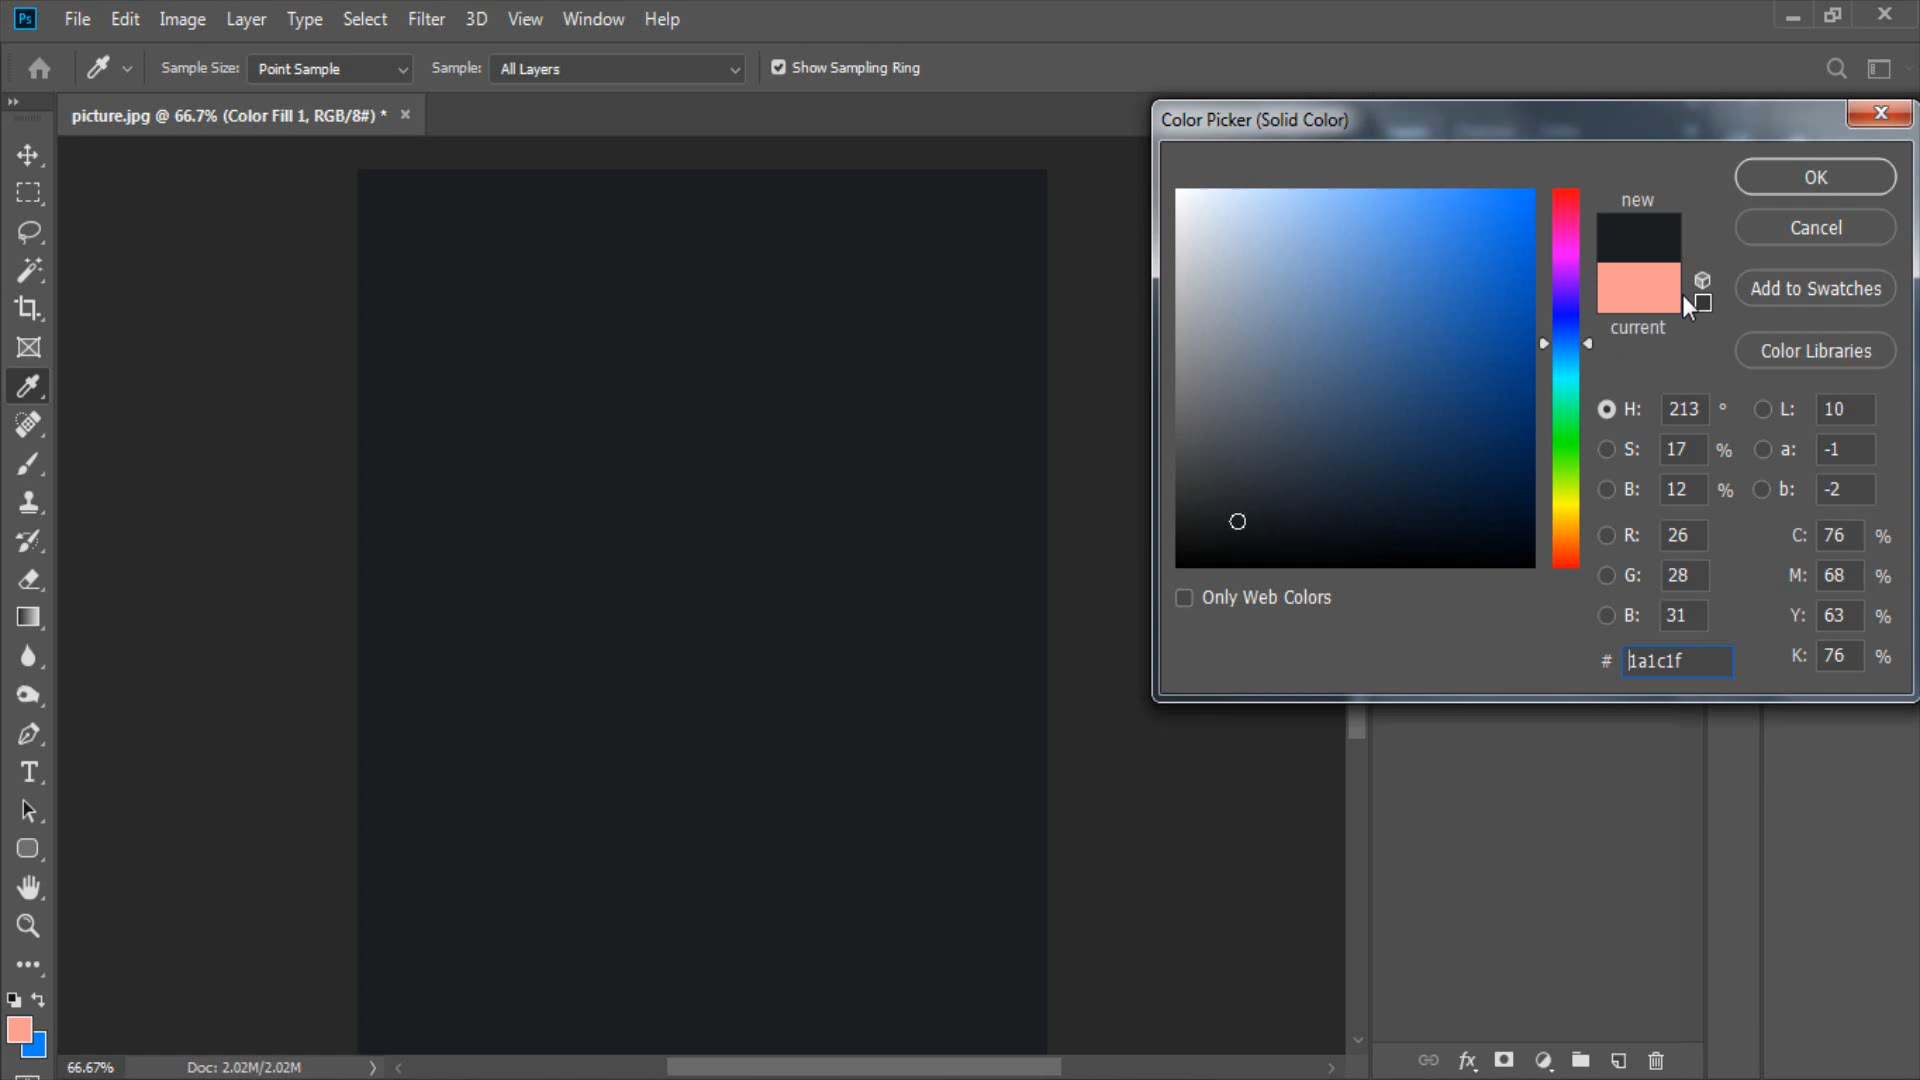 Ps File Edit Image Layer Type Select Filter 3D View Window Help
Sample Size: Point Sample Sample: All Layers Show Sampling Ring
picture.jpg @ 66.7% (Color Fill 1, RGB/8#) *
Color Picker (Solid Color)
new
current
OK
Cancel
Add to Swatches
Color Libraries
H: 213 ° L: 10
S: 17 % a: -1
B: 12 % b: -2
R: 26 C: 76 %
G: 28 M: 68 %
B: 31 Y: 63 %
# 1a1c1f K: 76 %
Only Web Colors
T
fx
66.67% Doc: 2.02M/2.02M